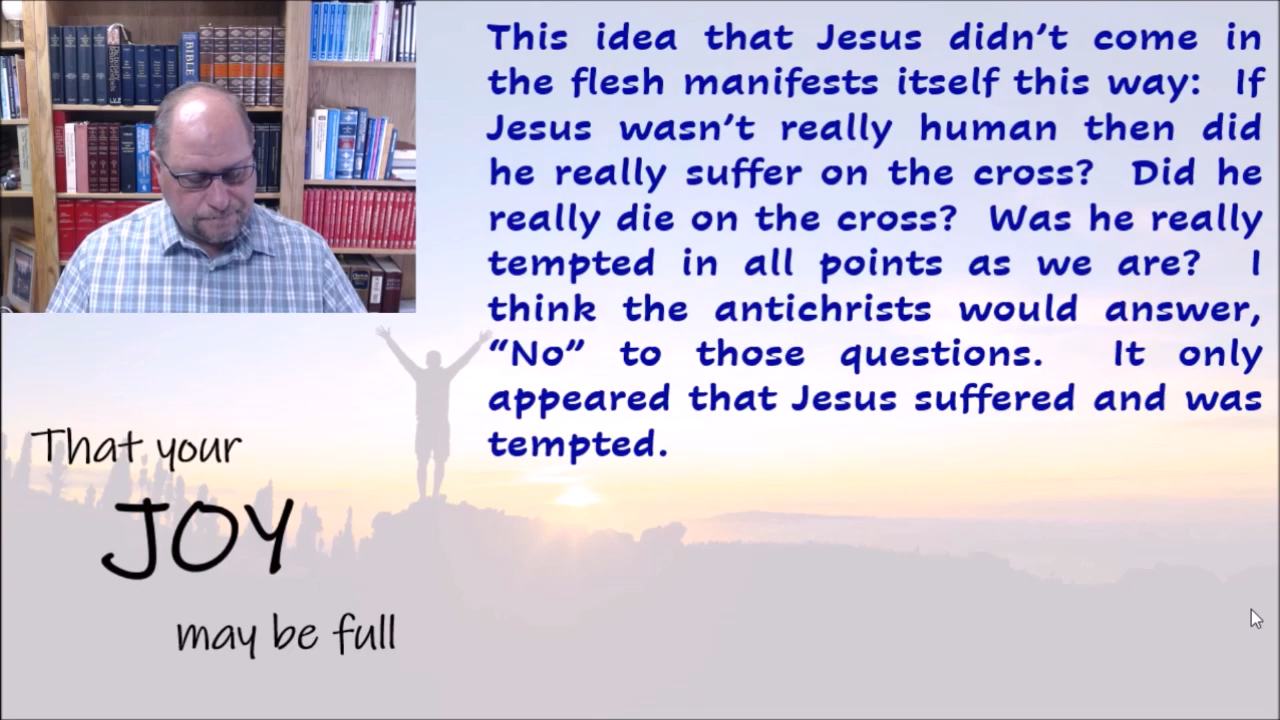 This idea that Jesus didn't come in
the flesh manifests itself this way: If
Jesus wasn't really human then did
he really suffer on the cross? Did he
really die on the cross? Was he really
tempted in all points as we are? I
think the antichrists would answer,
“No” to those questions. It only
appeared that Jesus suffered and was
tempted.
That your
JOY
may be full
BIBLE